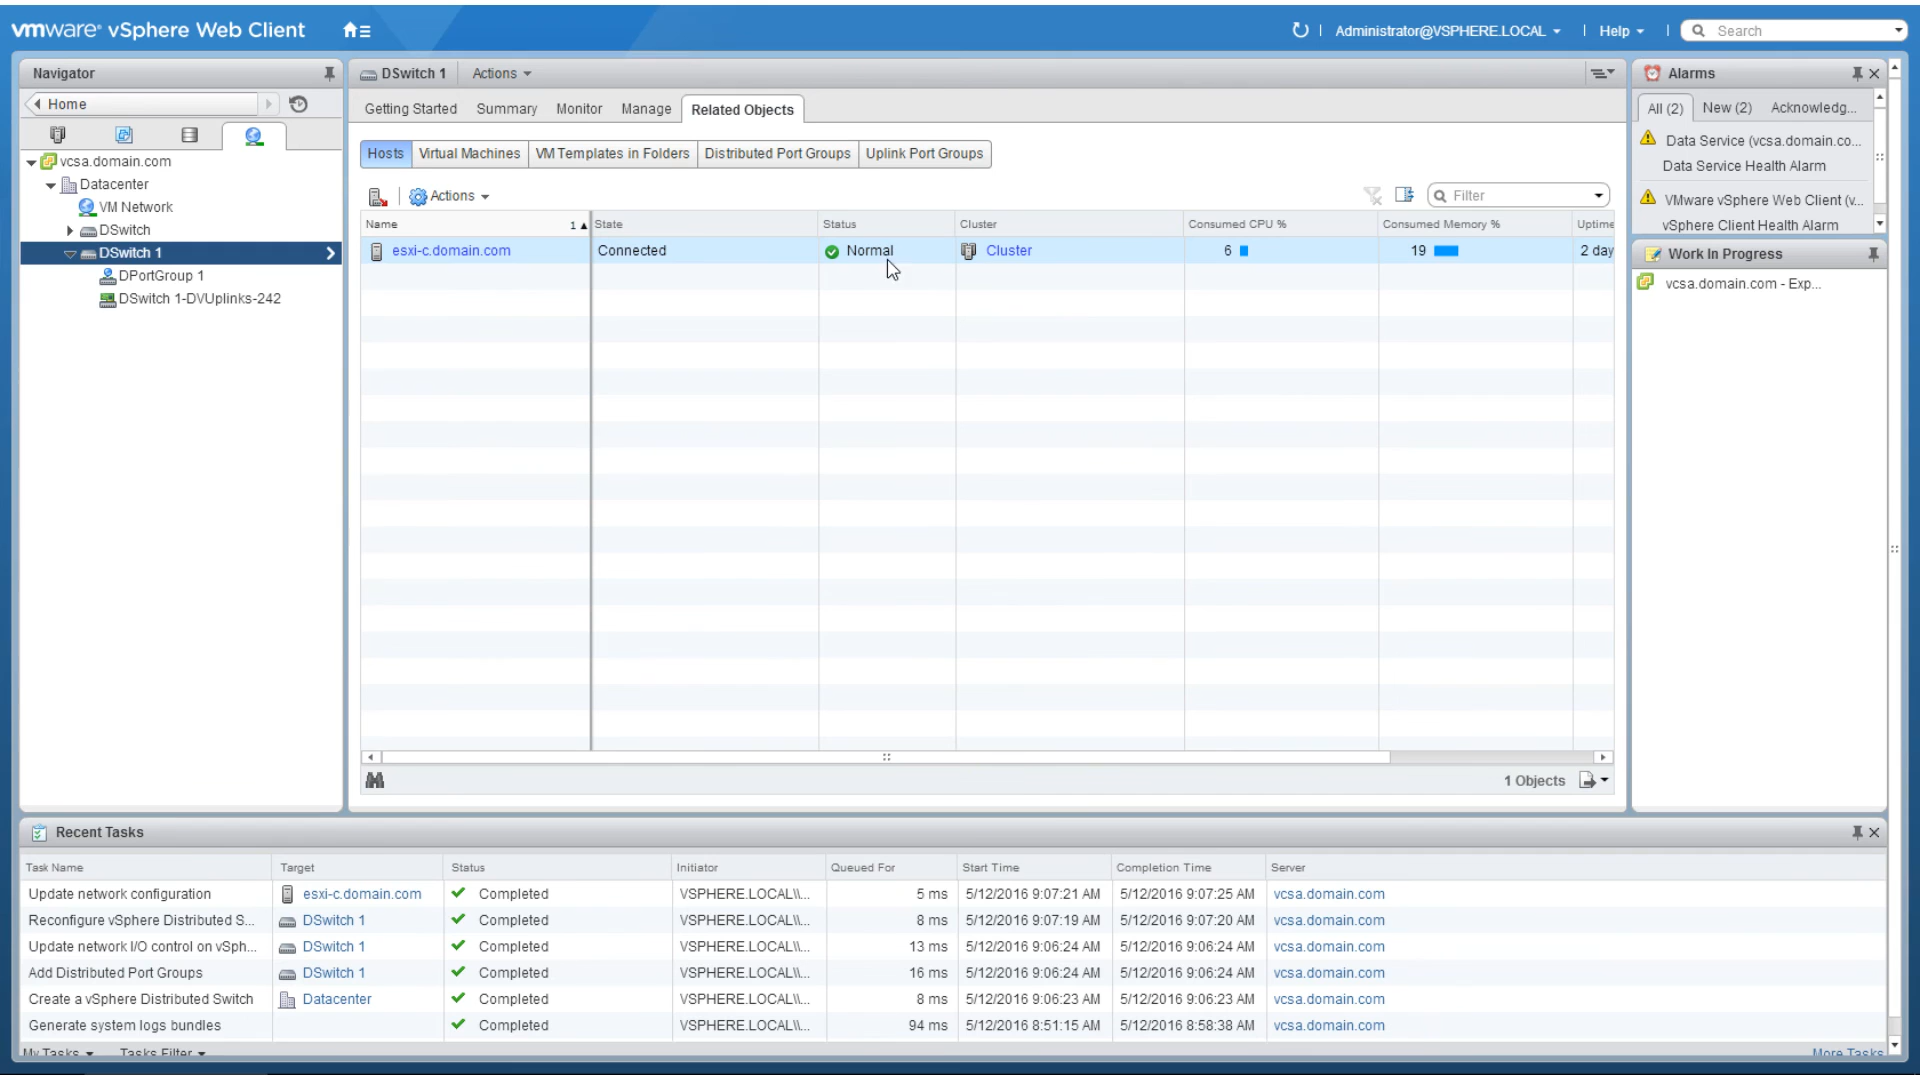 vmware® vSphere Web Client
Administrator@VSPHERE.LOCAL | Help | Search
Navigator
Home
vcsa.domain.com
Datacenter
VM Network
DSwitch
DSwitch 1
DPortGroup 1
DSwitch 1-DVUplinks-242
DSwitch 1 Actions
Getting Started Summary Monitor Manage Related Objects
Hosts Virtual Machines VM Templates in Folders Distributed Port Groups Uplink Port Groups
Actions Filter
Name 1 State Status Cluster Consumed CPU % Consumed Memory % Uptime
esxi-c.domain.com Connected Normal Cluster 6 19 2 day
1 Objects
Alarms
All (2) New (2) Acknowledg...
Data Service (vcsa.domain.co...
Data Service Health Alarm
VMware vSphere Web Client (v...
vSphere Client Health Alarm
Work In Progress
vcsa.domain.com - Exp...
Recent Tasks
Task Name Target Status Initiator Queued For Start Time Completion Time Server
Update network configuration esxi-c.domain.com Completed VSPHERE.LOCAL\\... 5 ms 5/12/2016 9:07:21 AM 5/12/2016 9:07:25 AM vcsa.domain.com
Reconfigure vSphere Distributed S... DSwitch 1 Completed VSPHERE.LOCAL\\... 8 ms 5/12/2016 9:07:19 AM 5/12/2016 9:07:20 AM vcsa.domain.com
Update network I/O control on vSph... DSwitch 1 Completed VSPHERE.LOCAL\\... 13 ms 5/12/2016 9:06:24 AM 5/12/2016 9:06:24 AM vcsa.domain.com
Add Distributed Port Groups DSwitch 1 Completed VSPHERE.LOCAL\\... 16 ms 5/12/2016 9:06:24 AM 5/12/2016 9:06:24 AM vcsa.domain.com
Create a vSphere Distributed Switch Datacenter Completed VSPHERE.LOCAL\\... 8 ms 5/12/2016 9:06:23 AM 5/12/2016 9:06:23 AM vcsa.domain.com
Generate system logs bundles Completed VSPHERE.LOCAL\\... 94 ms 5/12/2016 8:51:15 AM 5/12/2016 8:58:38 AM vcsa.domain.com
My Tasks Tasks Filter More Tasks